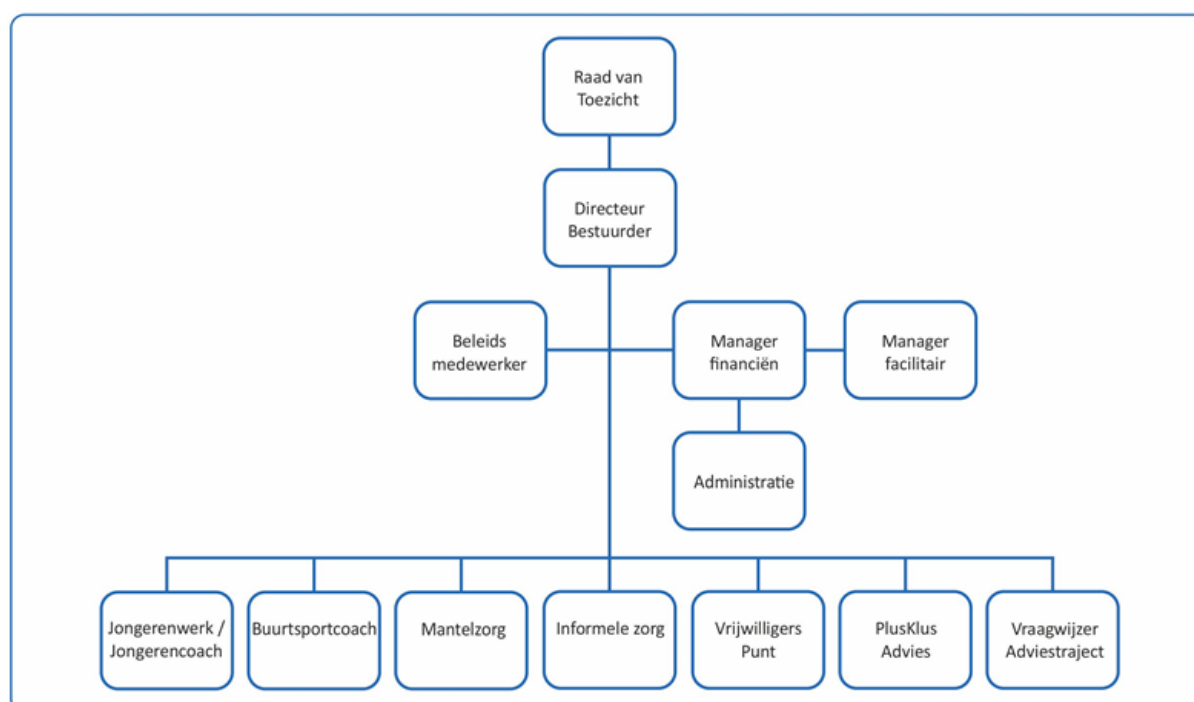 Raad van
Toezicht
Directeur
Bestuurder
Beleids
medewerker
Manager
financiën
Manager
facilitair
Administratie
Jongerenwerk /
Jongerencoach
Buurtsportcoach
Mantelzorg
Informele zorg
Vrijwilligers
Punt
PlusKlus
Advies
Vraagwijzer
Adviestraject